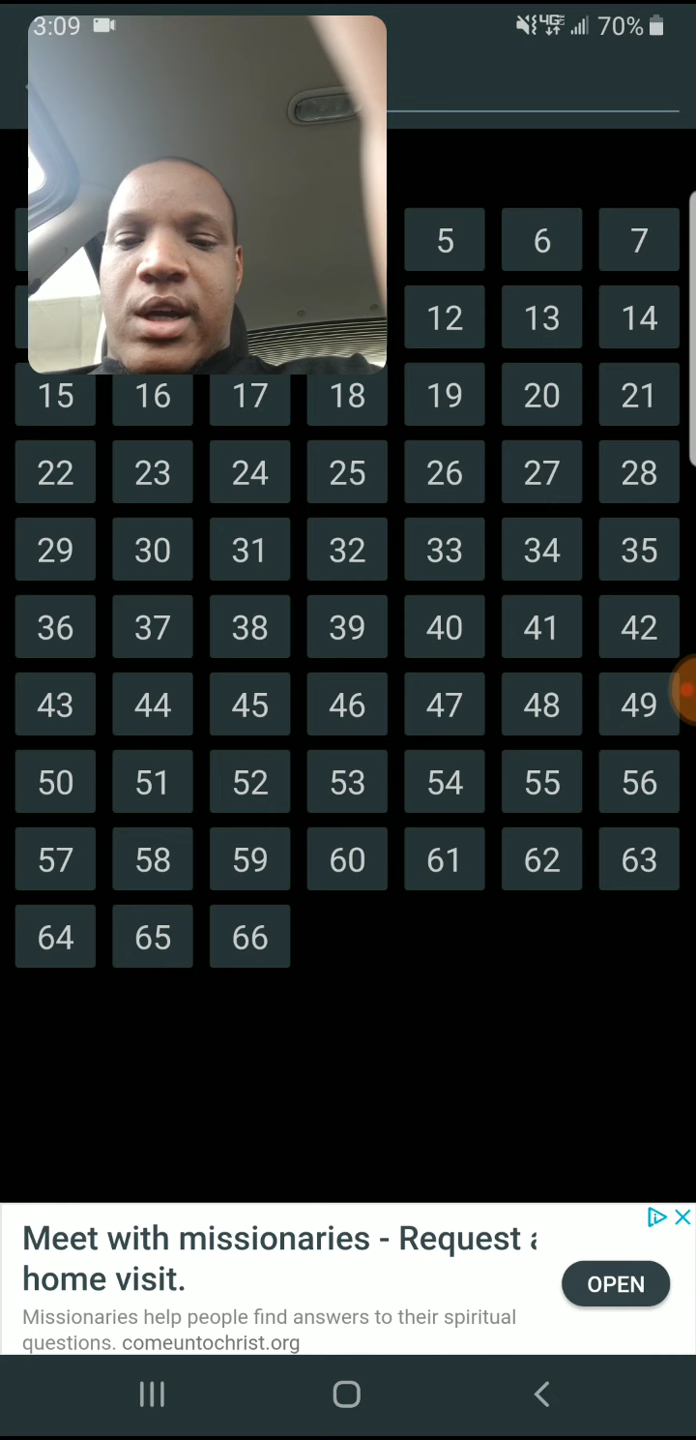 3:09 4GE 70%
5 6 7
12 13 14
15 16 17 18 19 20 21
22 23 24 25 26 27 28
29 30 31 32 33 34 35
36 37 38 39 40 41 42
43 44 45 46 47 48 49
50 51 52 53 54 55 56
57 58 59 60 61 62 63
64 65 66
Meet with missionaries - Request
home visit.
OPEN
Missionaries help people find answers to their spiritual
questions. comeuntochrist.org